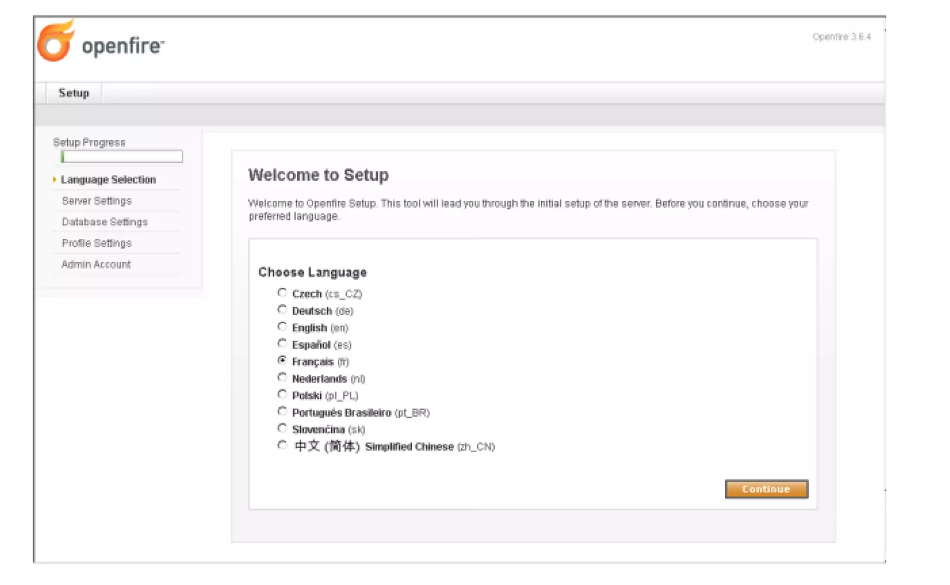 openfire™
Openfire 3.6.4
Setup
Setup Progress
Language Selection
Server Settings
Database Settings
Profile Settings
Admin Account
Welcome to Setup
Welcome to Openfire Setup. This tool will lead you through the initial setup of the server. Before you continue, choose your
preferred language.
Choose Language
Czech (cs_CZ)
Deutsch (de)
English (en)
Español (es)
Français (fr)
Nederlands (nl)
Polski (pl_PL)
Português Brasileiro (pt_BR)
Slovenčina (sk)
中文 (简体) Simplified Chinese (zh_CN)
Continue